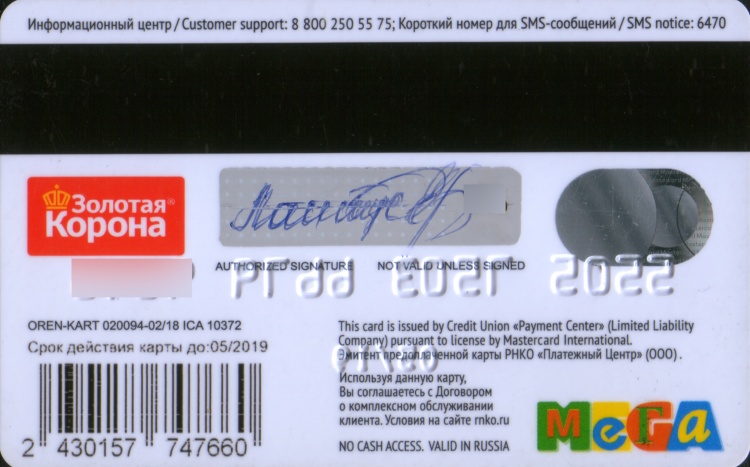 Информационный центр / Customer support: 8 800 250 55 75; Короткий номер для SMS-сообщений / SMS notice: 6470
Золотая®
Корона
AUTHORIZED SIGNATURE NOT VALID UNLESS SIGNED
OREN-KART 020094-02/18 ICA 10372
Срок действия карты до:05/2019
2 430157 747660
This card is issued by Credit Union «Payment Center» (Limited Liability
Company) pursuant to license by Mastercard International.
Эмитент предоплаченной карты РНКО «Платежный Центр» (ООО).
Используя данную карту,
Вы соглашаетесь с Договором
о комплексном обслуживании
клиента. Условия на сайте rnko.ru
NO CASH ACCESS. VALID IN RUSSIA
МеГа